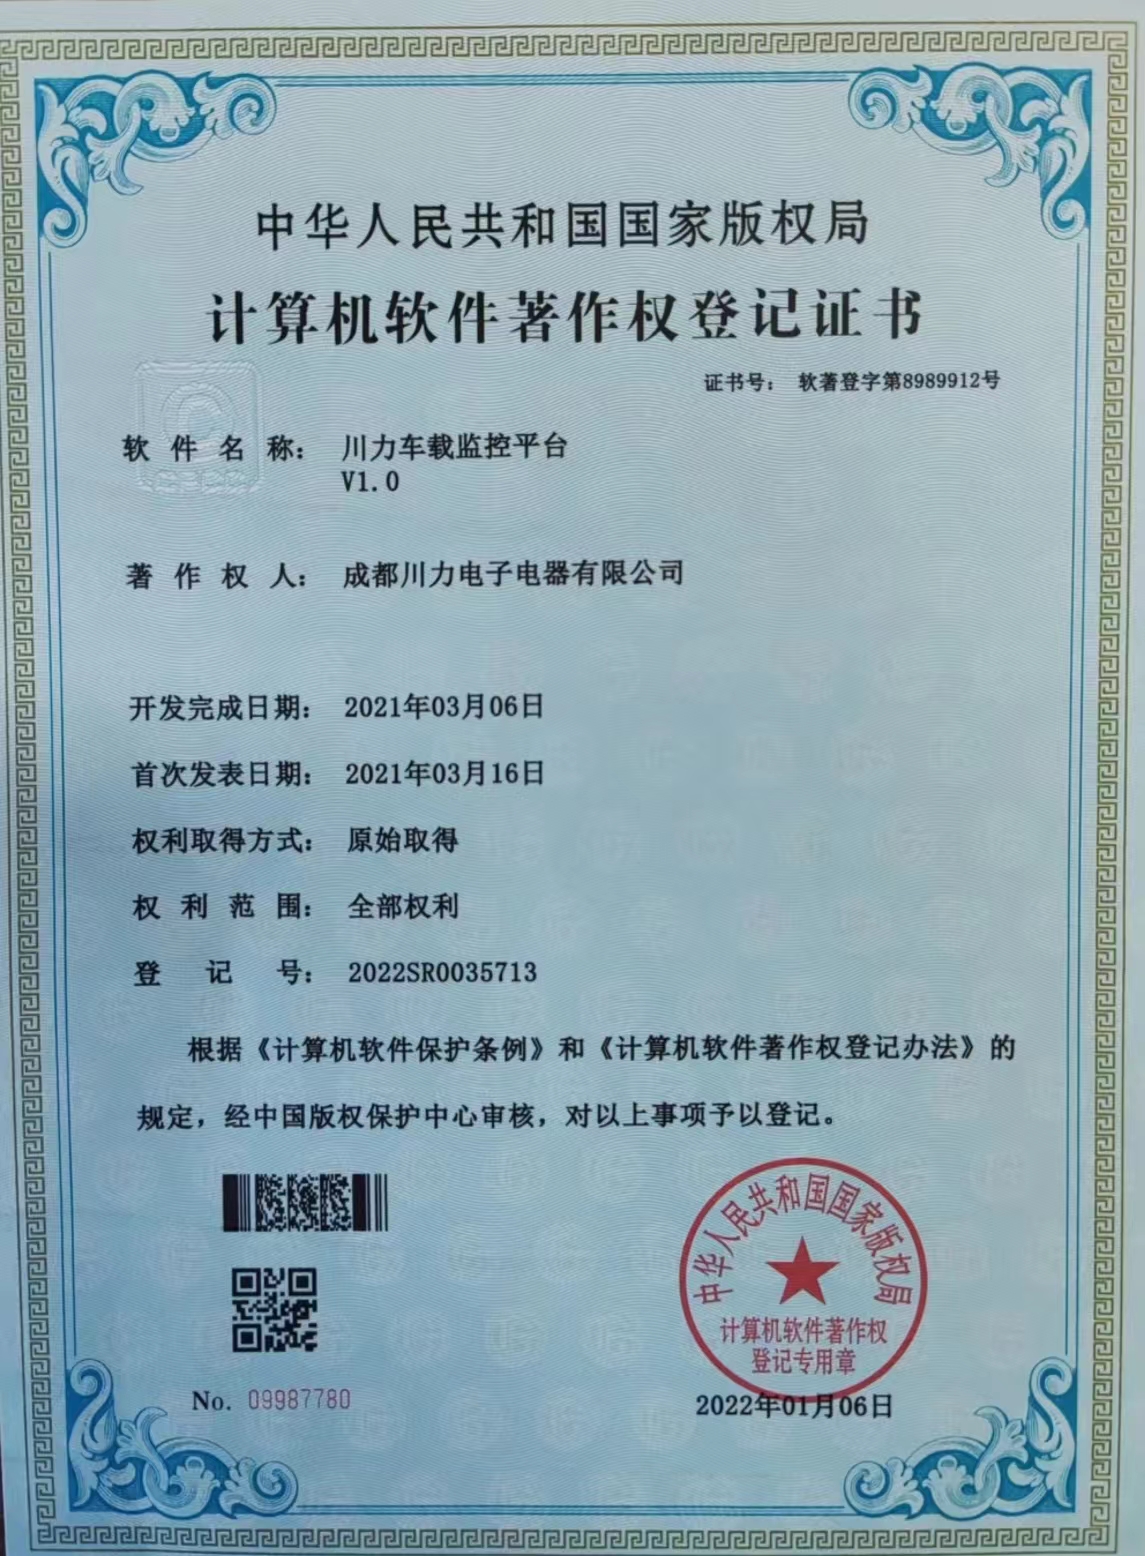 中华人民共和国国家版权局
计算机软件著作权登记证书
证书号： 软著登字第8989912号
软件名称： 川力车载监控平台
V1.0
著作权人： 成都川力电子电器有限公司
开发完成日期： 2021年03月06日
首次发表日期： 2021年03月16日
权利取得方式： 原始取得
权利范围： 全部权利
登记号： 2022SR0035713
根据《计算机软件保护条例》和《计算机软件著作权登记办法》的
规定，经中国版权保护中心审核，对以上事项予以登记。
中华人民共和国国家版权局
计算机软件著作权
登记专用章
No. 09987780
2022年01月06日